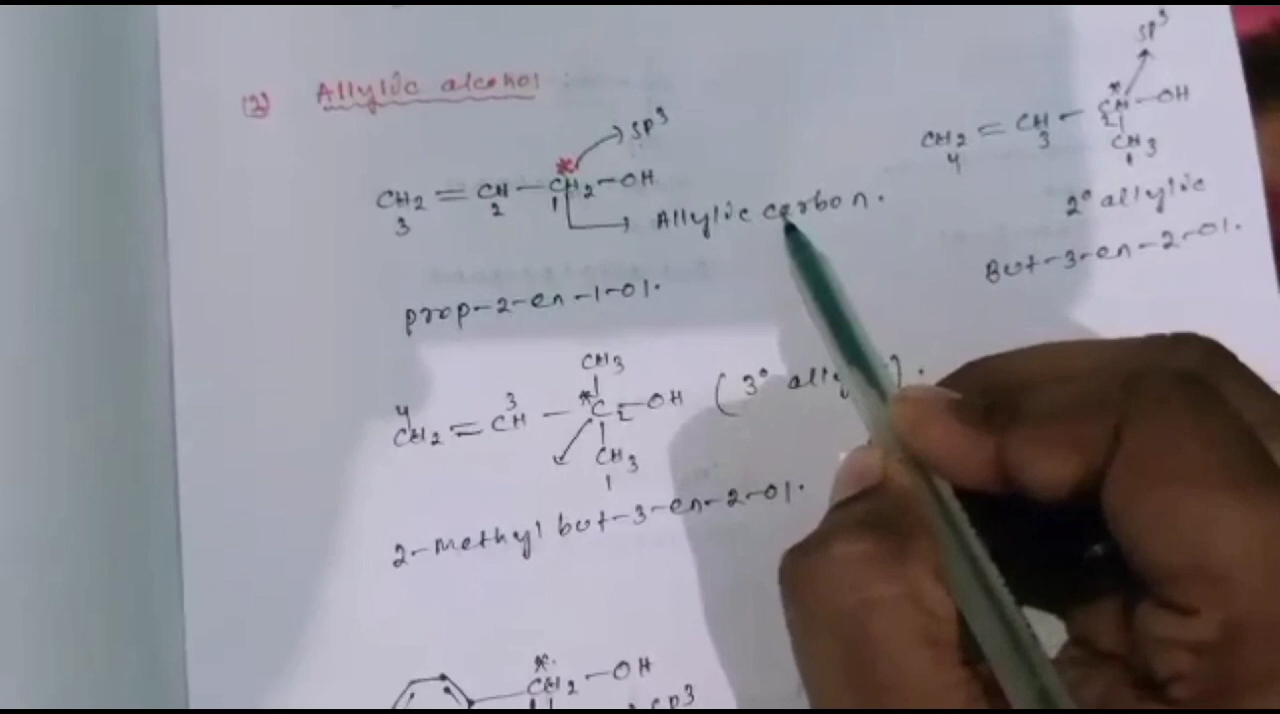 (2) Allylic alcohol :
CH2 = CH - CH2 - OH
3 2 1
* → SP3
→ Allylic carbon.
prop-2-en-1-ol.
SP3
*
CH2 = CH - CH - OH
4 3 2
CH3
1
2° allylic
But-3-en-2-ol.
CH3
4 3 *
CH2 = CH - C - OH (3° ally
2
CH3
1
2-Methyl but-3-en-2-ol.
*
CH2 - OH
SP3